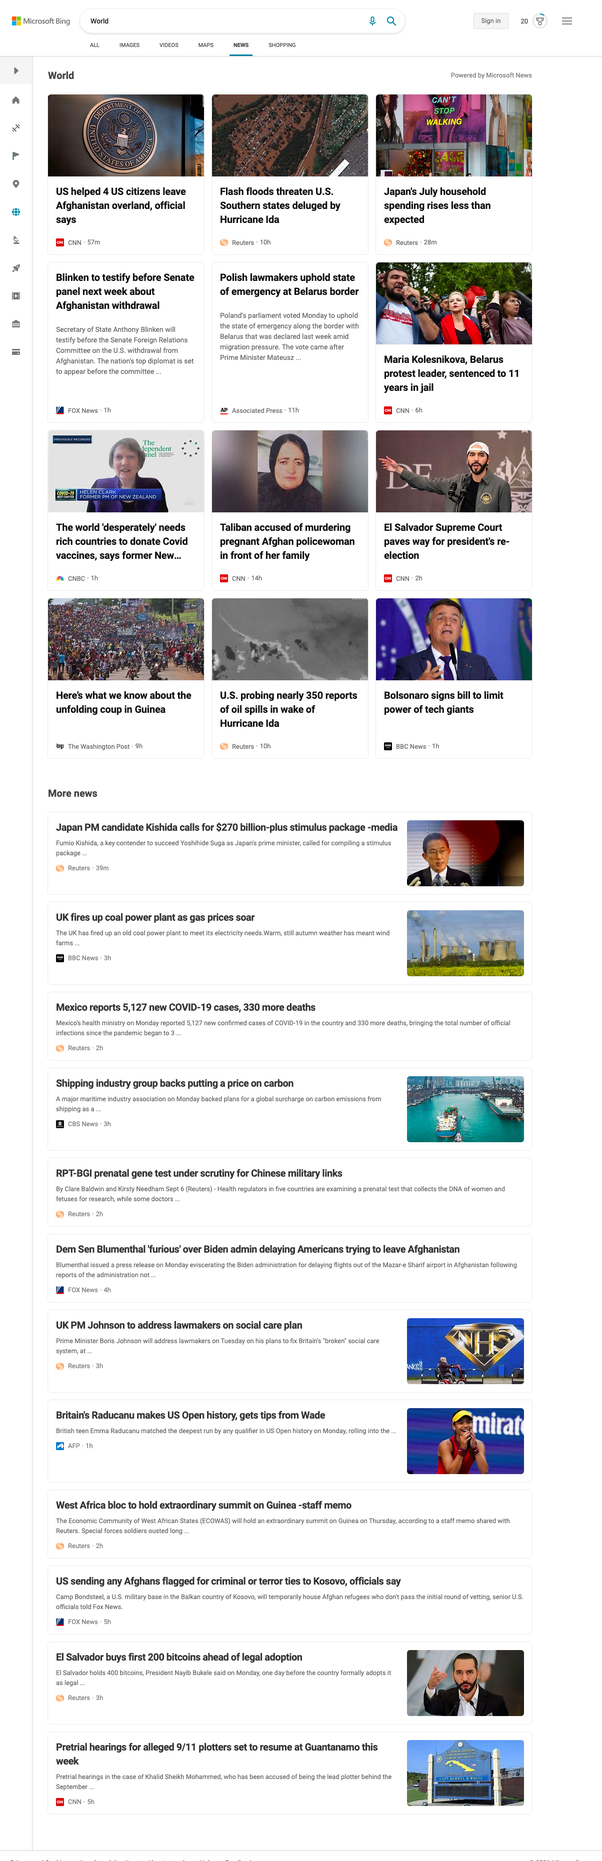 Microsoft Bing
World
Sign in
20
ALL
IMAGES
VIDEOS
MAPS
NEWS
SHOPPING
World
Powered by Microsoft News
DEPARTMENT OF STATE
UNITED STATES OF AMERICA
CAN'T
STOP
WALKING
US helped 4 US citizens leave
Afghanistan overland, official
says
CNN · 57m
Flash floods threaten U.S.
Southern states deluged by
Hurricane Ida
Reuters · 10h
Japan's July household
spending rises less than
expected
Reuters · 28m
Blinken to testify before Senate
panel next week about
Afghanistan withdrawal
Secretary of State Anthony Blinken will
testify before the Senate Foreign Relations
Committee on the U.S. withdrawal from
Afghanistan. The nation's top diplomat is set
to appear before the committee ...
FOX News · 1h
Polish lawmakers uphold state
of emergency at Belarus border
Poland's parliament voted Monday to uphold
the state of emergency along the border with
Belarus that was declared last week amid
migration pressure. The vote came after
Prime Minister Mateusz ...
AP
Associated Press · 11h
Maria Kolesnikova, Belarus
protest leader, sentenced to 11
years in jail
CNN · 6h
PREVIOUSLY RECORDED
The
dependent
anel
COVID-19
HELEN CLARK
FORMER PM OF NEW ZEALAND
DE
The world 'desperately' needs
rich countries to donate Covid
vaccines, says former New...
CNBC · 1h
Taliban accused of murdering
pregnant Afghan policewoman
in front of her family
CNN · 14h
El Salvador Supreme Court
paves way for president's re-
election
CNN · 2h
Here's what we know about the
unfolding coup in Guinea
wp
The Washington Post · 9h
U.S. probing nearly 350 reports
of oil spills in wake of
Hurricane Ida
Reuters · 10h
Bolsonaro signs bill to limit
power of tech giants
BBC News · 1h
More news
Japan PM candidate Kishida calls for $270 billion-plus stimulus package -media
Fumio Kishida, a key contender to succeed Yoshihide Suga as Japan's prime minister, called for compiling a stimulus
package ...
Reuters · 39m
UK fires up coal power plant as gas prices soar
The UK has fired up an old coal power plant to meet its electricity needs.Warm, still autumn weather has meant wind
farms ...
BBC News · 3h
Mexico reports 5,127 new COVID-19 cases, 330 more deaths
Mexico's health ministry on Monday reported 5,127 new confirmed cases of COVID-19 in the country and 330 more deaths, bringing the total number of official
infections since the pandemic began to 3 ...
Reuters · 2h
Shipping industry group backs putting a price on carbon
A major maritime industry association on Monday backed plans for a global surcharge on carbon emissions from
shipping as a ...
CBS News · 3h
RPT-BGI prenatal gene test under scrutiny for Chinese military links
By Clare Baldwin and Kirsty Needham Sept 6 (Reuters) - Health regulators in five countries are examining a prenatal test that collects the DNA of women and
fetuses for research, while some doctors ...
Reuters · 2h
Dem Sen Blumenthal 'furious' over Biden admin delaying Americans trying to leave Afghanistan
Blumenthal issued a press release on Monday eviscerating the Biden administration for delaying flights out of the Mazar-e Sharif airport in Afghanistan following
reports of the administration not ...
FOX News · 4h
UK PM Johnson to address lawmakers on social care plan
Prime Minister Boris Johnson will address lawmakers on Tuesday on his plans to fix Britain's "broken" social care
system, at ...
Reuters · 3h
NHS
Britain's Raducanu makes US Open history, gets tips from Wade
British teen Emma Raducanu matched the deepest run by any qualifier in US Open history on Monday, rolling into the ...
AFP · 1h
mirate
West Africa bloc to hold extraordinary summit on Guinea -staff memo
The Economic Community of West African States (ECOWAS) will hold an extraordinary summit on Guinea on Thursday, according to a staff memo shared with
Reuters. Special forces soldiers ousted long ...
Reuters · 2h
US sending any Afghans flagged for criminal or terror ties to Kosovo, officials say
Camp Bondsteel, a U.S. military base in the Balkan country of Kosovo, will temporarily house Afghan refugees who don't pass the initial round of vetting, senior U.S.
officials told Fox News.
FOX News · 5h
El Salvador buys first 200 bitcoins ahead of legal adoption
El Salvador holds 400 bitcoins, President Nayib Bukele said on Monday, one day before the country formally adopts it
as legal ...
Reuters · 3h
Pretrial hearings for alleged 9/11 plotters set to resume at Guantanamo this
week
Pretrial hearings in the case of Khalid Sheikh Mohammed, who has been accused of being the lead plotter behind the
September ...
CNN · 5h